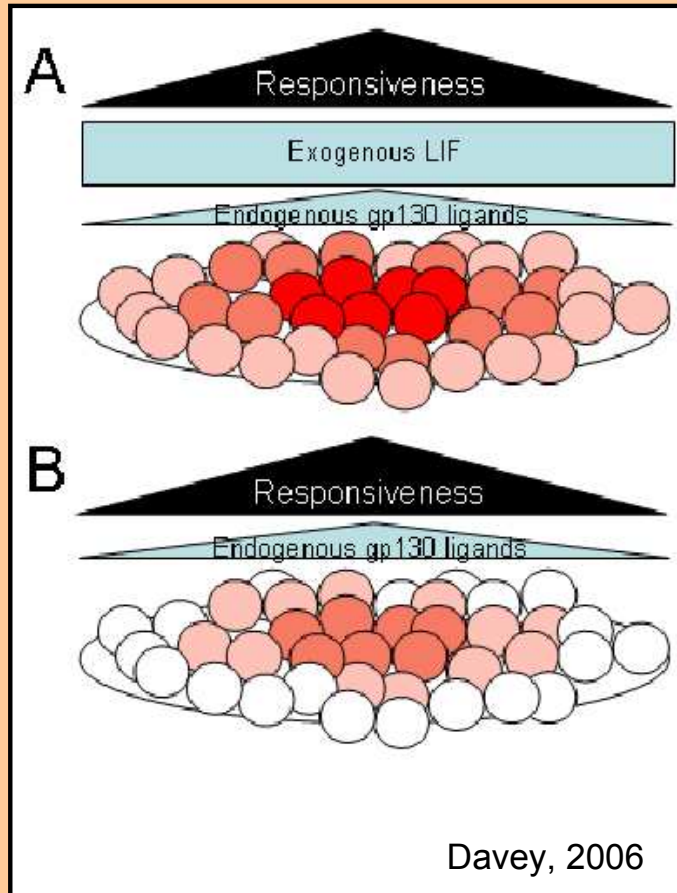 A
Responsiveness
Exogenous LIF
Endogenous gp130 ligands
B
Responsiveness
Endogenous gp130 ligands
Davey, 2006